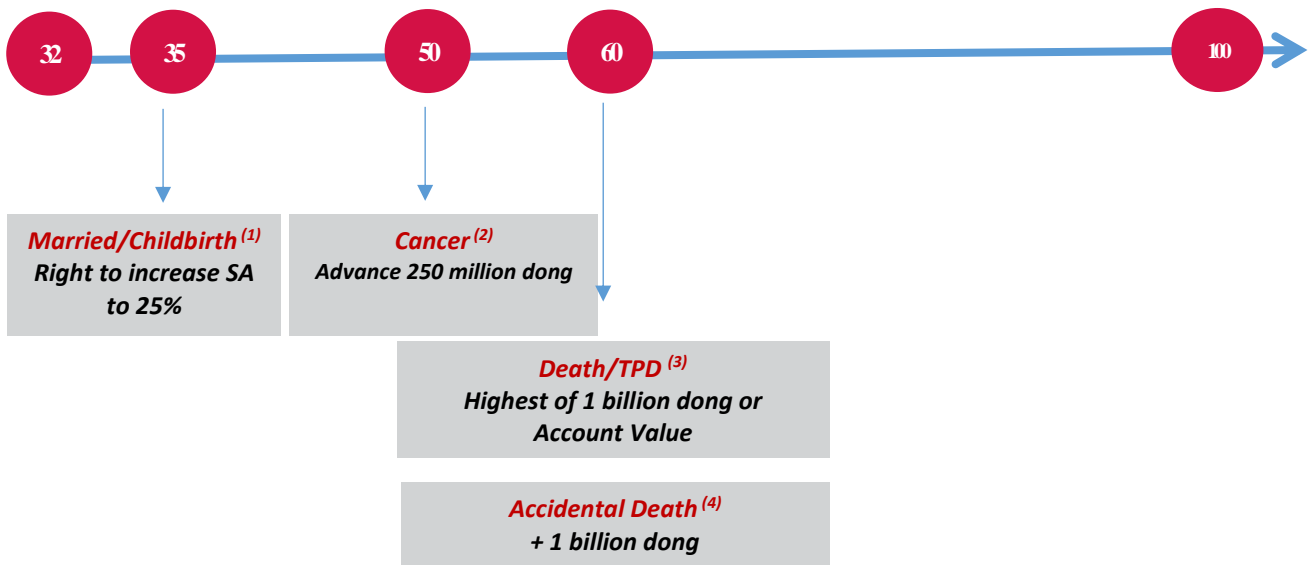 32
35
50
60
100
Married/Childbirth (1)
Right to increase SA
to 25%
Cancer (2)
Advance 250 million dong
Death/TPD (3)
Highest of 1 billion dong or
Account Value
Accidental Death (4)
+ 1 billion dong